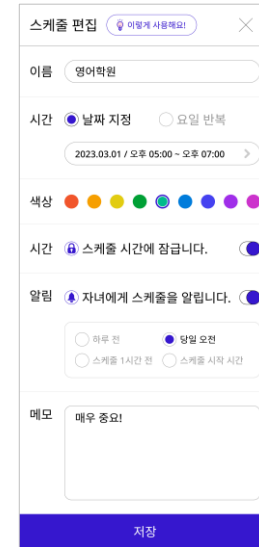 스케줄 편집 이렇게 사용해요!
이름 영어학원
시간 날짜 지정 요일 반복
2023.03.01 / 오후 05:00 ~ 오후 07:00
색상
시간 스케줄 시간에 잠급니다.
알림 자녀에게 스케줄을 알립니다.
하루 전 당일 오전
스케줄 1시간 전 스케줄 시작 시간
메모 매우 중요!
저장